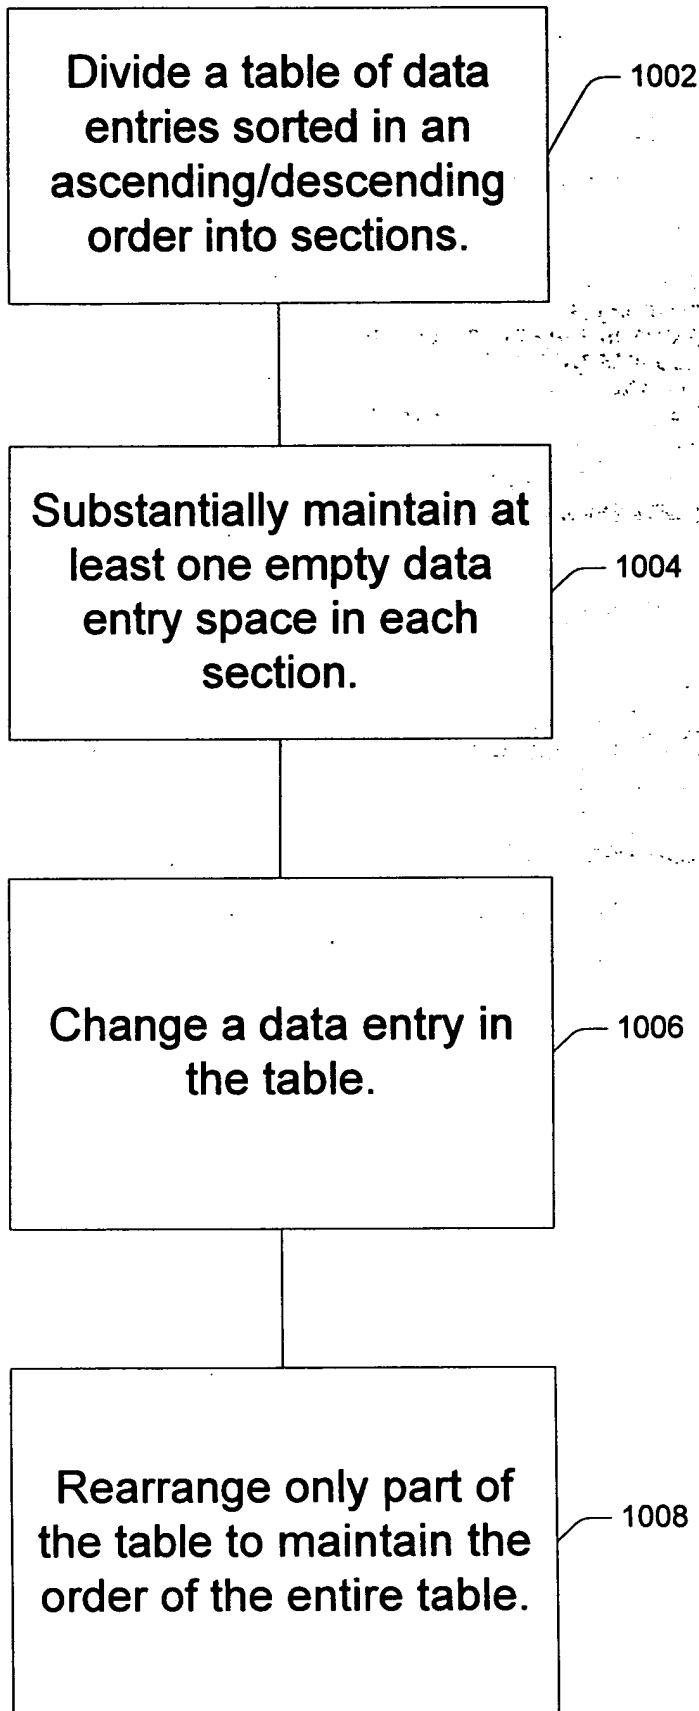 Divide a table of data
entries sorted in an
ascending/descending
order into sections.
1002
Substantially maintain at
least one empty data
entry space in each
section.
1004
Change a data entry in
the table.
1006
Rearrange only part of
the table to maintain the
order of the entire table.
1008